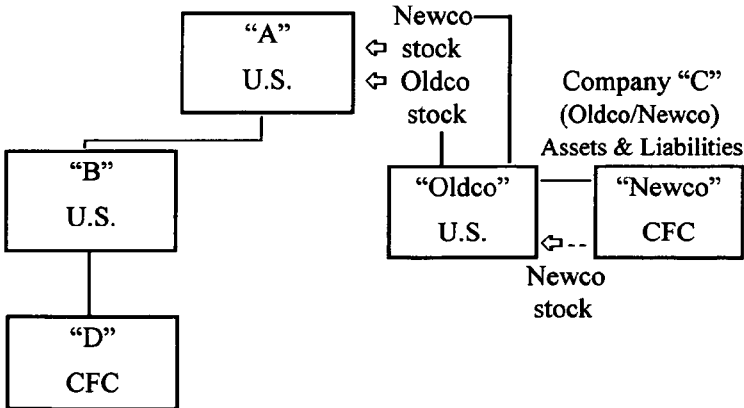 Newco
stock
Oldco
stock
“A”
U.S.
Company “C”
(Oldco/Newco)
Assets & Liabilities
“B”
U.S.
“Oldco”
U.S.
“Newco”
CFC
Newco
stock
“D”
CFC